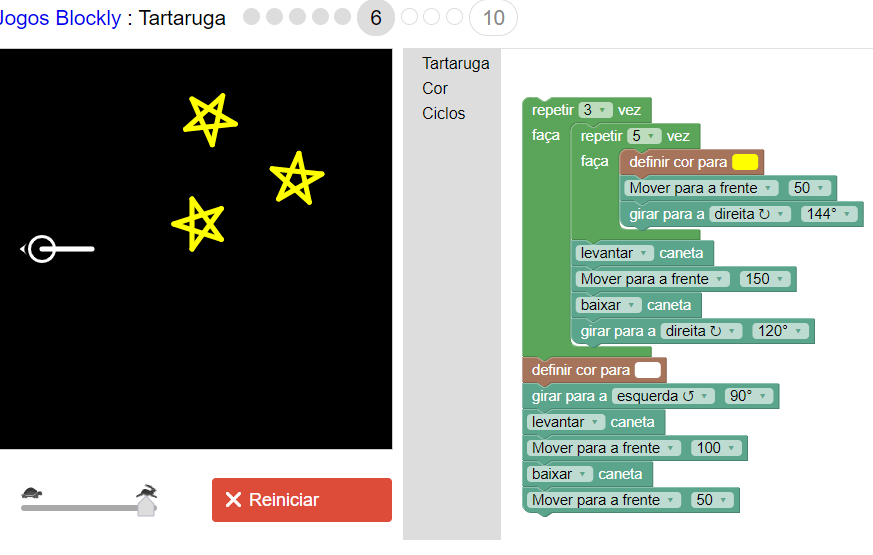 Jogos Blockly : Tartaruga 6 10
Tartaruga
Cor
Ciclos
repetir 3 vez
faça repetir 5 vez
faça definir cor para
Mover para a frente 50
girar para a direita ↻ 144°
levantar caneta
Mover para a frente 150
baixar caneta
girar para a direita ↻ 120°
definir cor para
girar para a esquerda ↺ 90°
levantar caneta
Mover para a frente 100
baixar caneta
Mover para a frente 50
Reiniciar